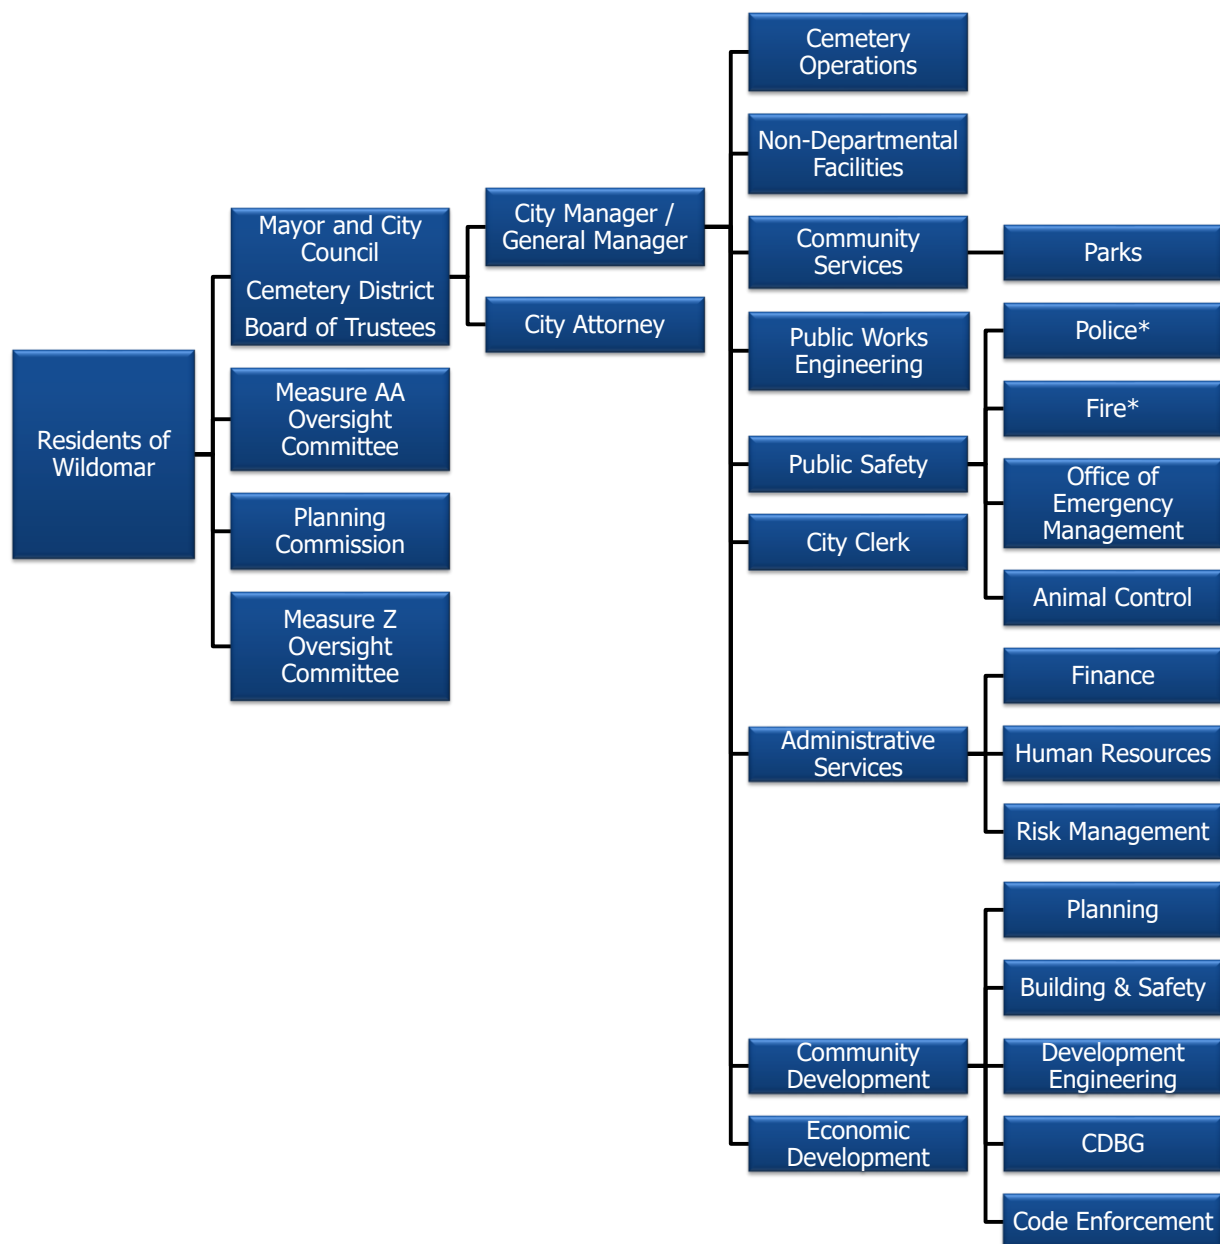 Residents of
Wildomar
Mayor and City
Council
Cemetery District
Board of Trustees
Measure AA
Oversight
Committee
Planning
Commission
Measure Z
Oversight
Committee
City Manager /
General Manager
City Attorney
Cemetery
Operations
Non-Departmental
Facilities
Community
Services
Public Works
Engineering
Public Safety
City Clerk
Administrative
Services
Community
Development
Economic
Development
Parks
Police*
Fire*
Office of
Emergency
Management
Animal Control
Finance
Human Resources
Risk Management
Planning
Building & Safety
Development
Engineering
CDBG
Code Enforcement